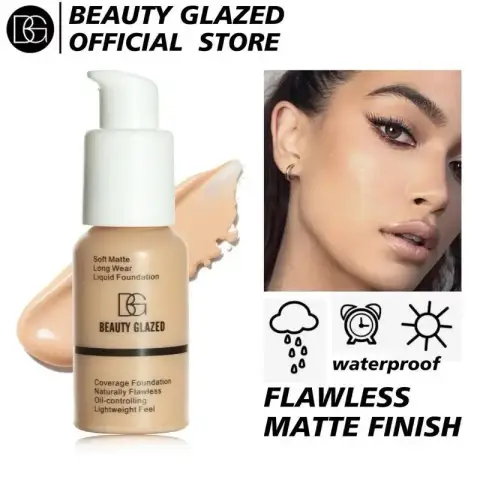 BEAUTY GLAZED
OFFICIAL STORE
Soft Matte
Long Wear
Liquid Foundation
BEAUTY GLAZED
Coverage Foundation
Naturally Flawless
Oil-controlling
Lightweight Feel
waterproof
FLAWLESS
MATTE FINISH